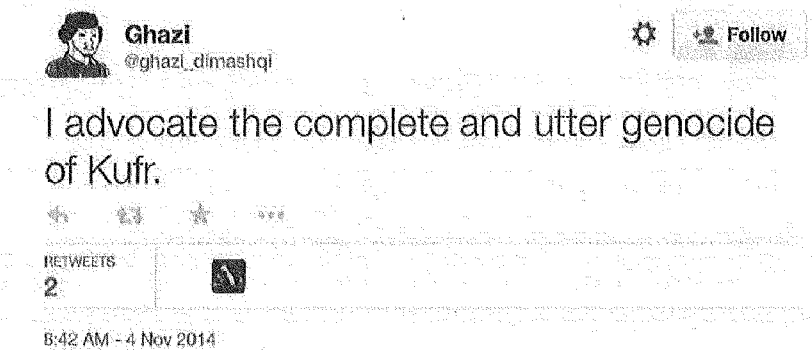 Ghazi
@ghazi_dimashqi
Follow
I advocate the complete and utter genocide
of Kufr.
RETWEETS
2
8:42 AM - 4 Nov 2014